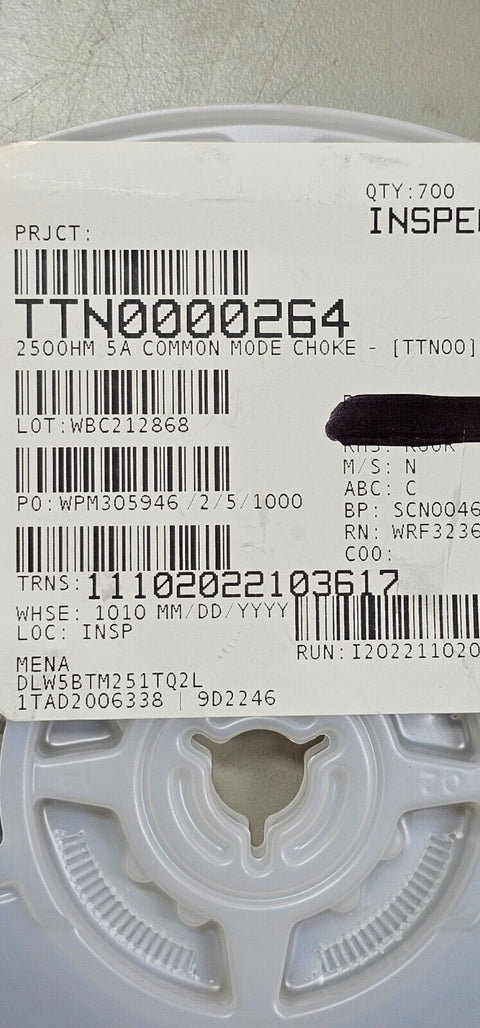 QTY:700
INSPE
PRJCT:
TTN0000264
250OHM 5A COMMON MODE CHOKE - [TTN00]
LOT:WBC212868
M/S: N
PO:WPM305946 /2/5/1000
ABC: C
BP: SCN0046
RN: WRF3236
COO:
TRNS:11102022103617
WHSE: 1010 MM/DD/YYYY
LOC: INSP
RUN:I202211020
MENA
DLW5BTM251TQ2L
1TAD2006338 | 9D2246